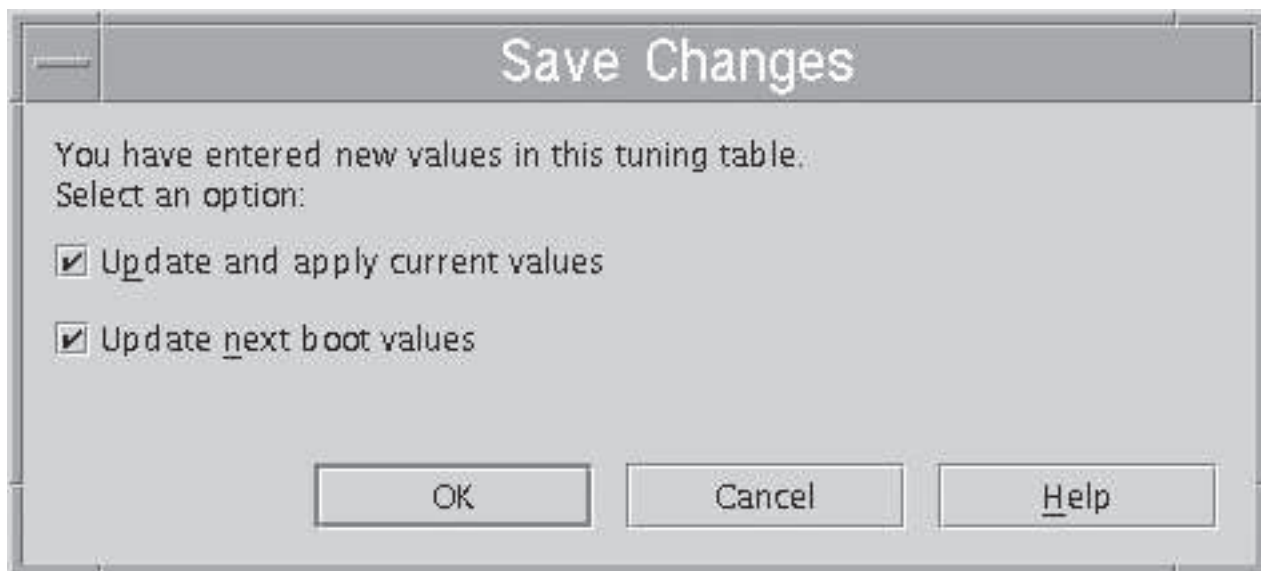 Save Changes
You have entered new values in this tuning table.
Select an option:
Update and apply current values
Update next boot values
OK
Cancel
Help